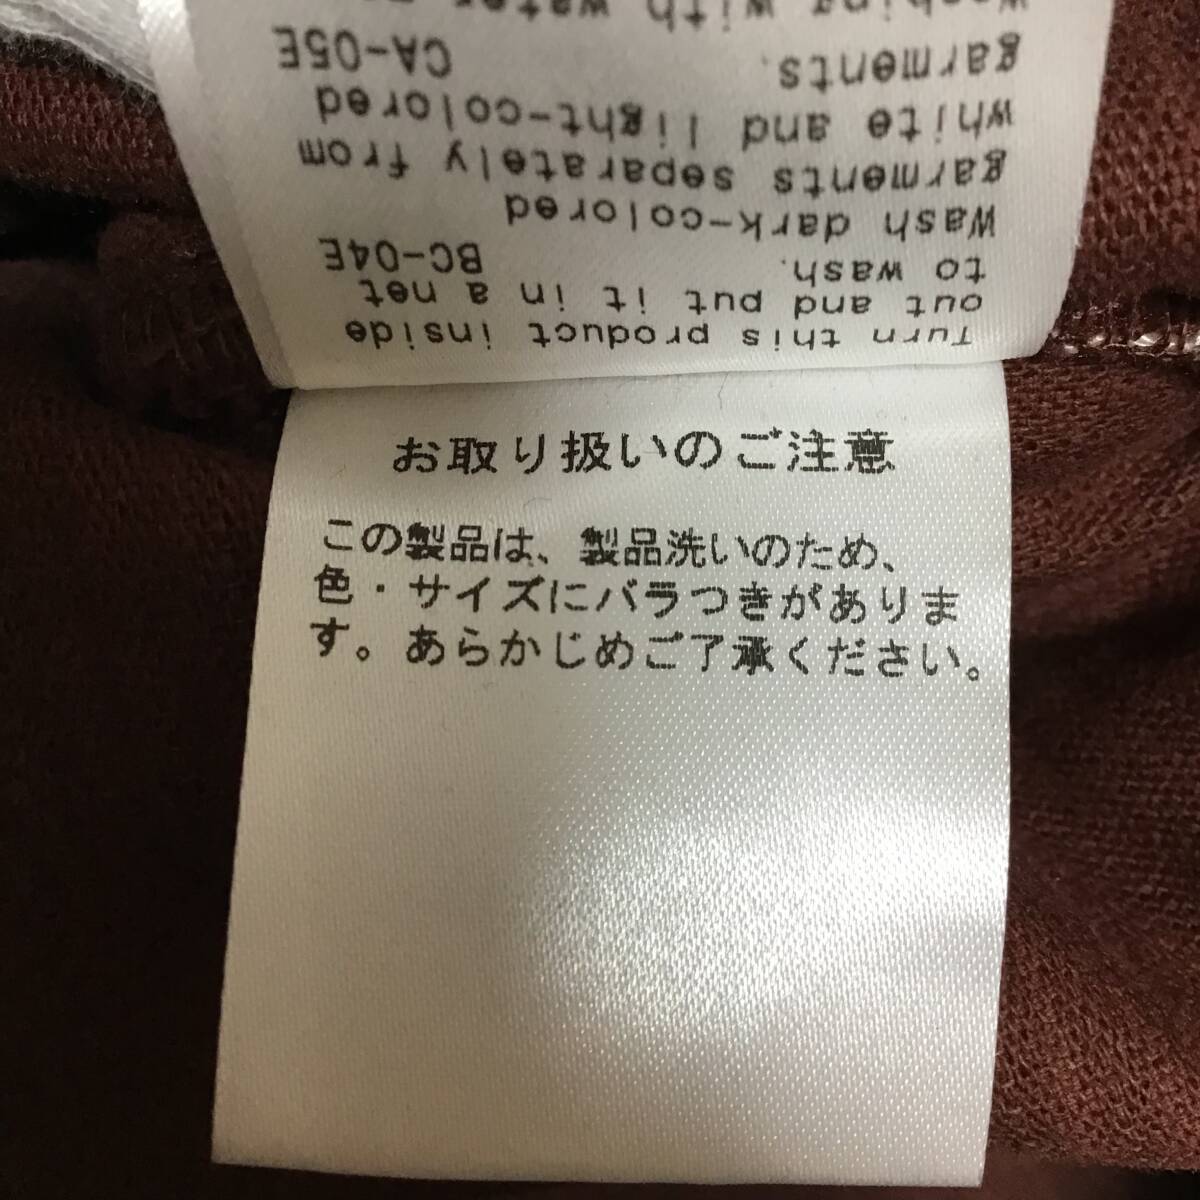 Turn this product inside
out and put it in a net
to wash. BC-04E
Wash dark-colored
garments separately from
white and light-colored
garments. CA-05E
with water
お取り扱いのご注意
この製品は、製品洗いのため、
色・サイズにバラつきがありま
す。あらかじめご了承ください。